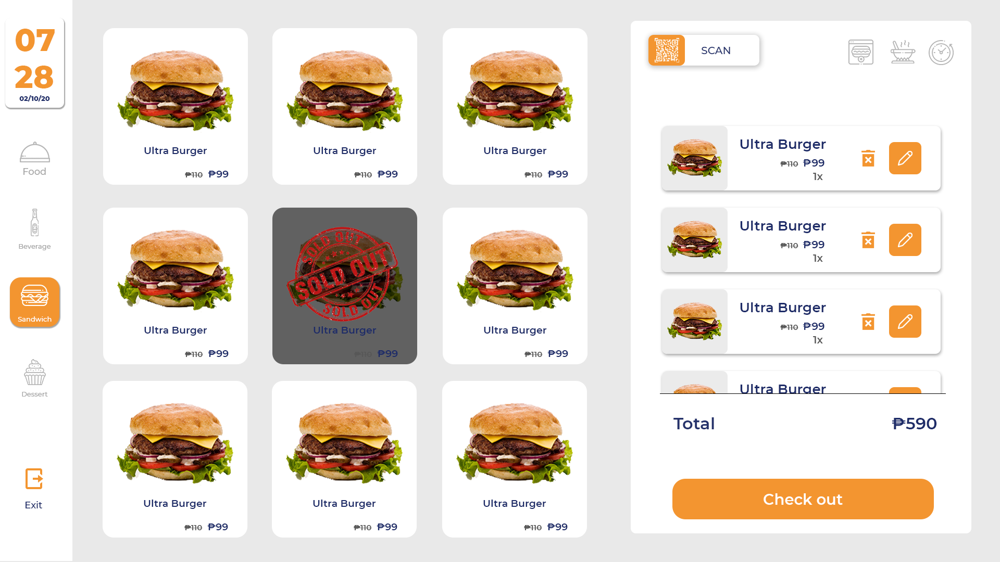 07
28
02/10/20
Food
Beverage
Sandwich
Dessert
Exit
Ultra Burger
₱110 ₱99
Ultra Burger
₱110 ₱99
Ultra Burger
₱110 ₱99
Ultra Burger
₱110 ₱99
SOLD OUT
SOLD OUT
SOLD OUT
Ultra Burger
₱110 ₱99
Ultra Burger
₱110 ₱99
Ultra Burger
₱110 ₱99
Ultra Burger
₱110 ₱99
Ultra Burger
₱110 ₱99
SCAN
Ultra Burger
₱110 ₱99
1x
Ultra Burger
₱110 ₱99
1x
Ultra Burger
₱110 ₱99
1x
Ultra Burger
Total ₱590
Check out